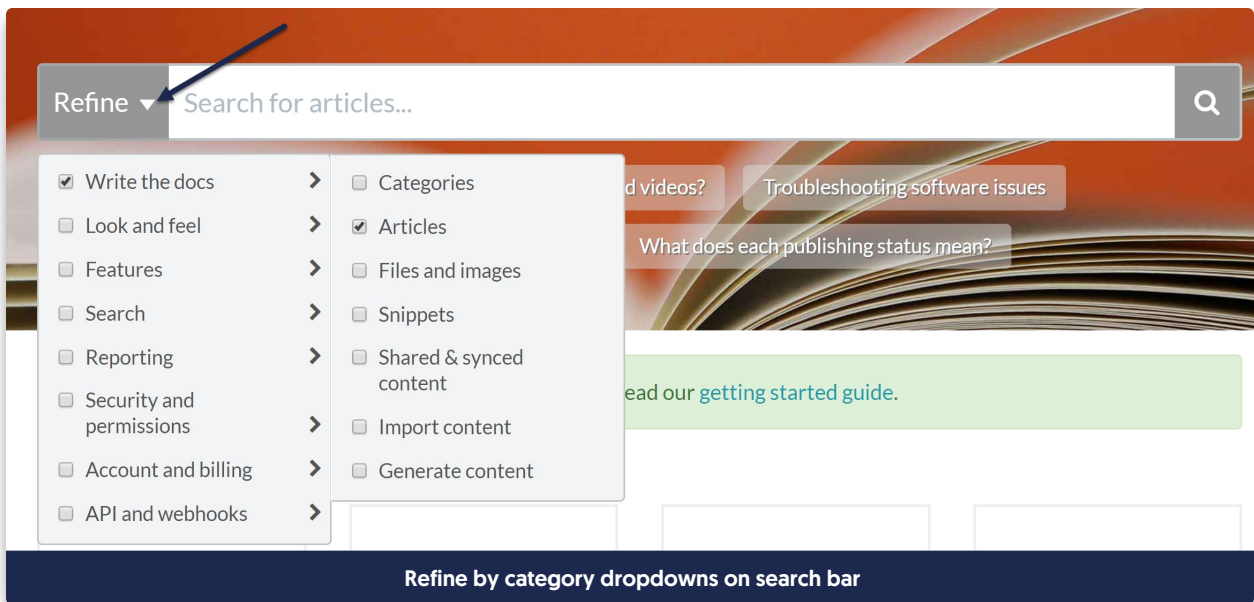 Refine
Search for articles...
Write the docs
Look and feel
Features
Search
Reporting
Security and
permissions
Account and billing
API and webhooks
Categories
Articles
Files and images
Snippets
Shared & synced
content
Import content
Generate content
videos?
Troubleshooting software issues
What does each publishing status mean?
our getting started guide.
Refine by category dropdowns on search bar